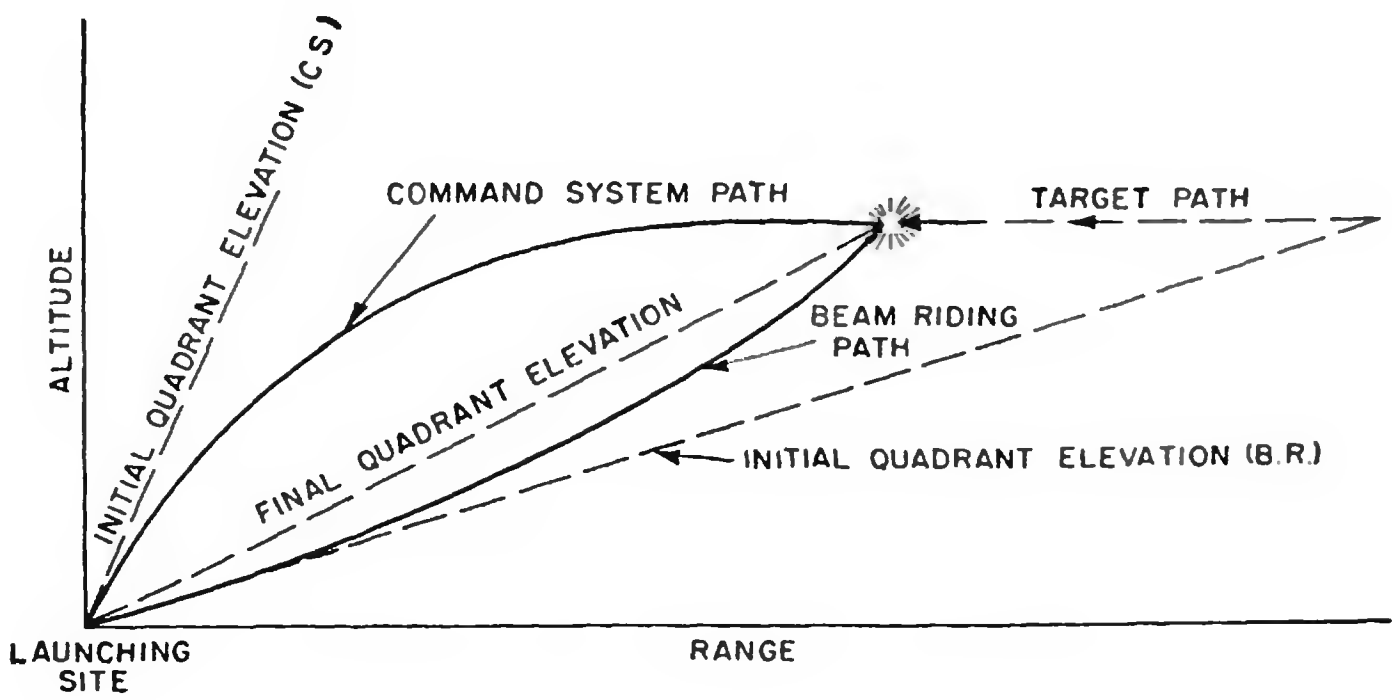 INITIAL QUADRANT ELEVATION (CS)
COMMAND SYSTEM PATH
TARGET PATH
ALTITUDE
FINAL QUADRANT ELEVATION
BEAM RIDING
PATH
INITIAL QUADRANT ELEVATION (B.R.)
LAUNCHING
SITE
RANGE